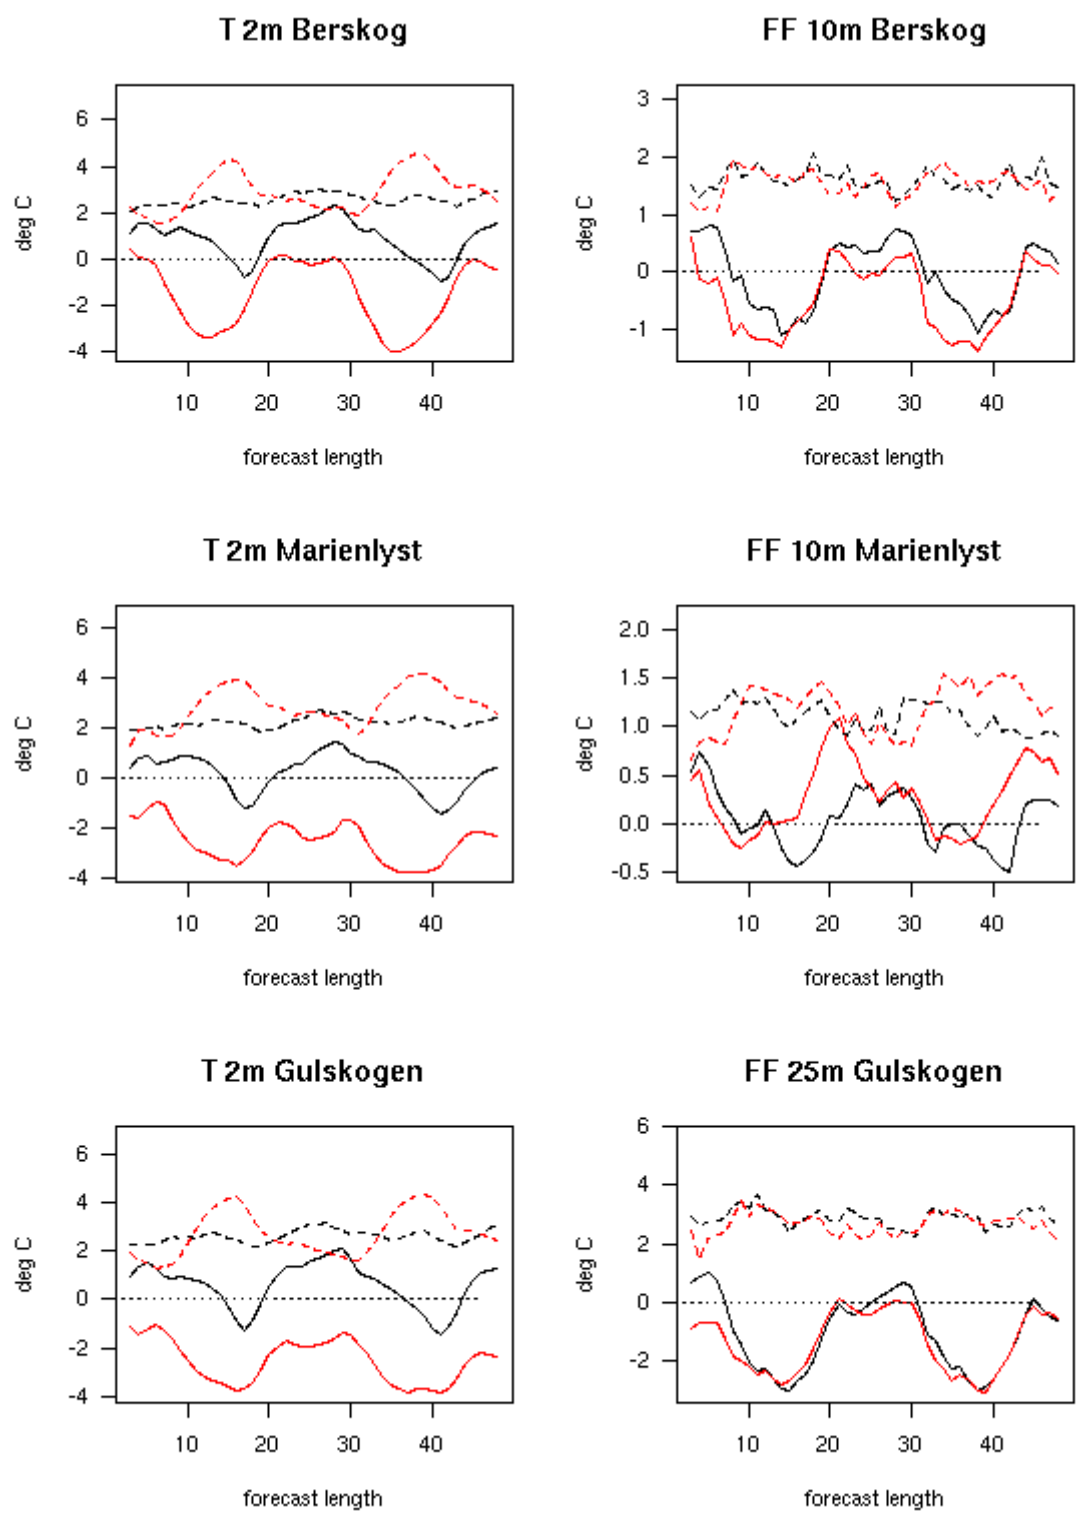 T 2m Berskog
FF 10m Berskog
6
4
2
0
-2
-4
deg C
10 20 30 40
forecast length
3
2
1
0
-1
deg C
10 20 30 40
forecast length
T 2m Marienlyst
FF 10m Marienlyst
6
4
2
0
-2
-4
deg C
10 20 30 40
forecast length
2.0
1.5
1.0
0.5
0.0
-0.5
deg C
10 20 30 40
forecast length
T 2m Gulskogen
FF 25m Gulskogen
6
4
2
0
-2
-4
deg C
10 20 30 40
forecast length
6
4
2
0
-2
deg C
10 20 30 40
forecast length